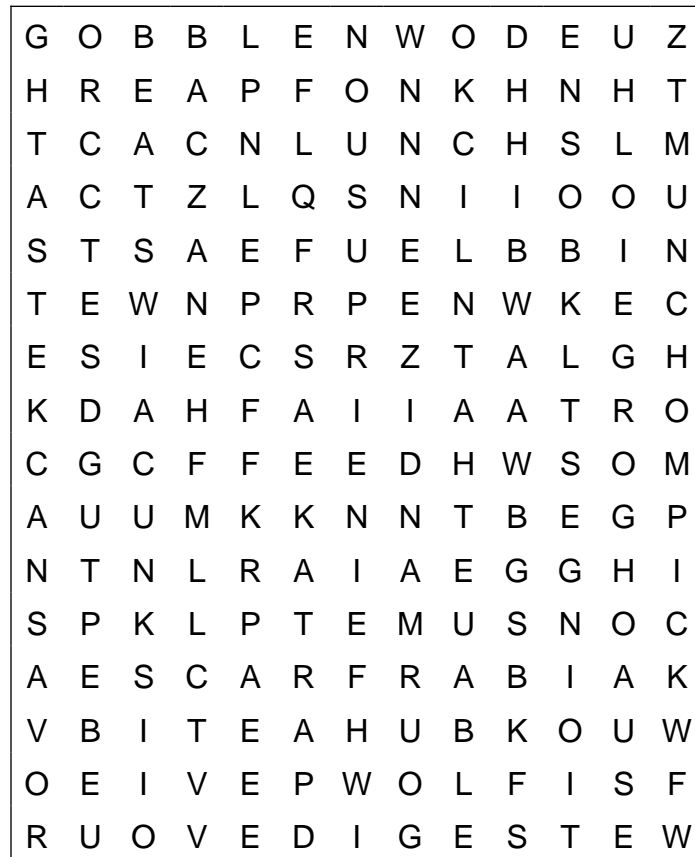 G O B B L E N W O D E U Z
H R E A P F O N K H N H T
T C A C N L U N C H S L M
A C T Z L Q S N I I O O U
S T S A E F U E L B B I N
T E W N P R P E N W K E C
E S I E C S R Z T A L G H
K D A H F A I I A A T R O
C G C F F E E D H W S O M
A U U M K K N N T B E G P
N T N L R A I A E G G H I
S P K L P T E M U S N O C
A E S C A R F R A B I A K
V B I T E A H U B K O U W
O E I V E P W O L F I S F
R U O V E D I G E S T E W